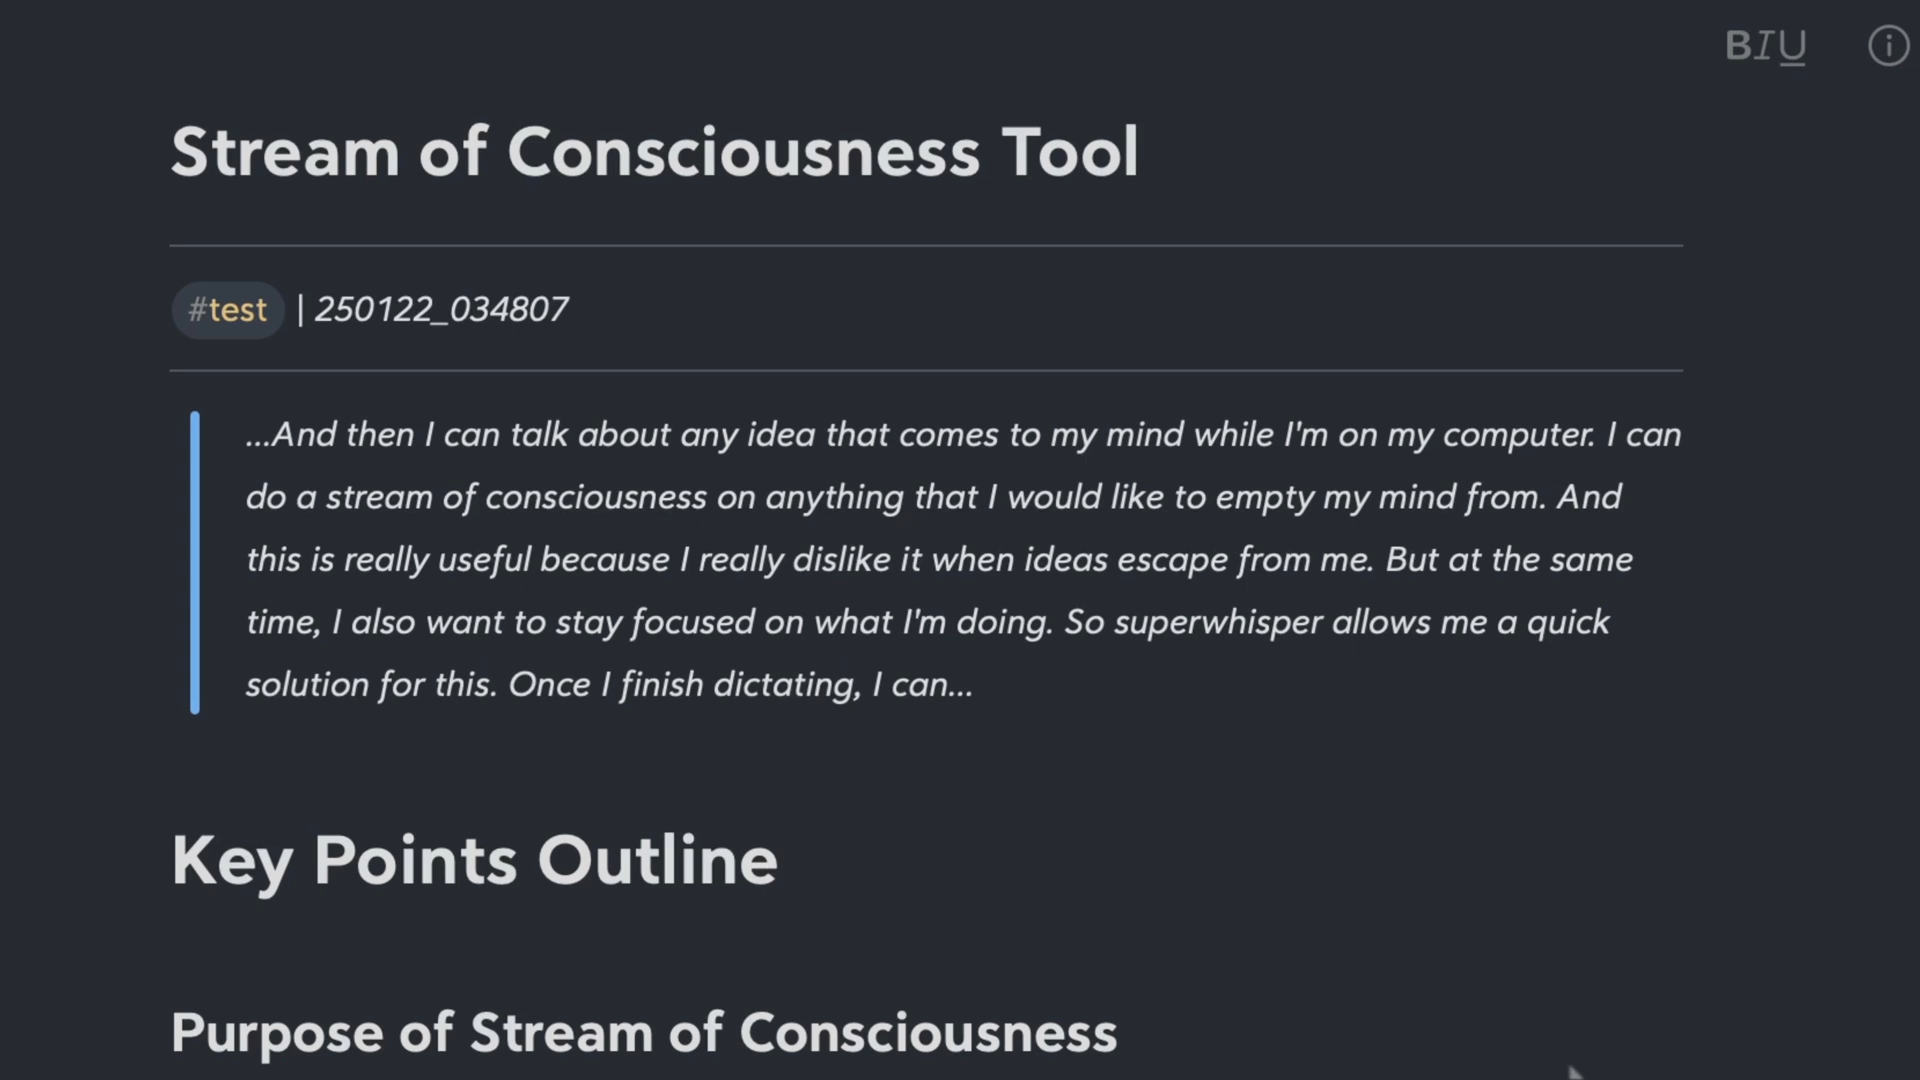 BIU
Stream of Consciousness Tool
#test | 250122_034807
...And then I can talk about any idea that comes to my mind while I'm on my computer. I can
do a stream of consciousness on anything that I would like to empty my mind from. And
this is really useful because I really dislike it when ideas escape from me. But at the same
time, I also want to stay focused on what I'm doing. So superwhisper allows me a quick
solution for this. Once I finish dictating, I can...
Key Points Outline
Purpose of Stream of Consciousness